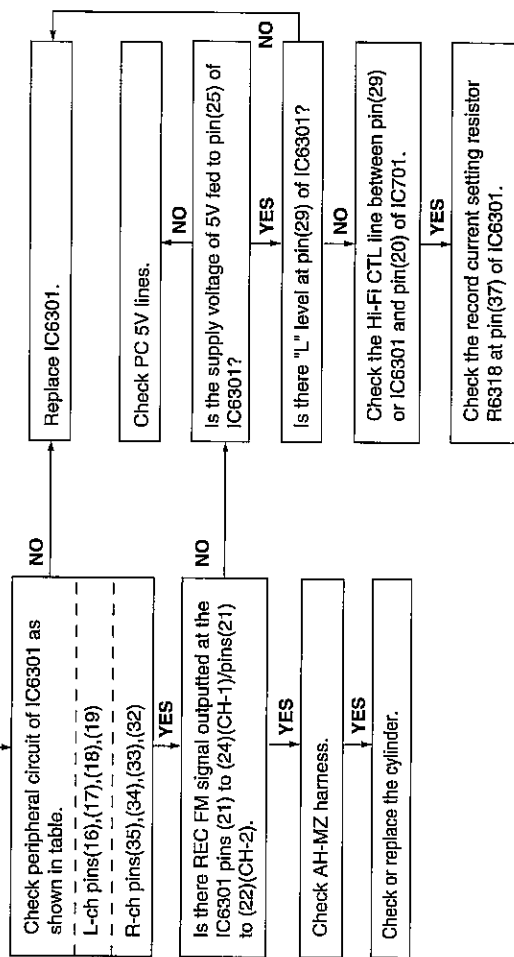 Check peripheral circuit of IC6301 as
shown in table.
L-ch pins(16),(17),(18),(19)
R-ch pins(35),(34),(33),(32)
NO
YES
Is there REC FM signal outputted at the
IC6301 pins (21) to (24)(CH-1)/pins(21)
to (22)(CH-2).
NO
YES
Check AH-MZ harness.
YES
Check or replace the cylinder.
Replace IC6301.
Check PC 5V lines.
NO
Is the supply voltage of 5V fed to pin(25) of
IC6301?
YES
Is there "L" level at pin(29) of IC6301?
NO
NO
Check the Hi-Fi CTL line between pin(29)
or IC6301 and pin(20) of IC701.
YES
Check the record current setting resistor
R6318 at pin(37) of IC6301.